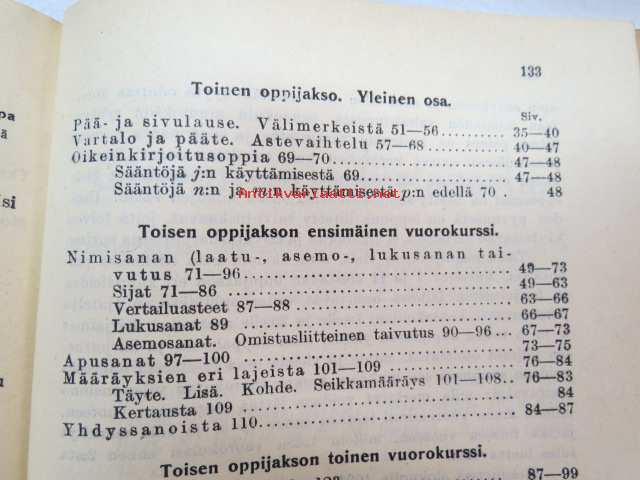 133
Toinen oppijakso. Yleinen osa.
Siv.
Pää- ja sivulause. Välimerkeistä 51—56 35—40
Vartalo ja pääte. Astevaihtelu 57—68 40—47
Oikeinkirjoitusoppia 69—70 47—48
Sääntöjä j:n käyttämisestä 69 47—48
Sääntöjä n:n ja m:n käyttämisestä p:n edellä 70 . 48
Toisen oppijakson ensimäinen vuorokurssi.
Nimisanan (laatu-, asemo-, lukusanan tai-
vutus 71—96 49—73
Sijat 71—86 49—63
Vertailuasteet 87—88 63—66
Lukusanat 89 66—67
Asemosanat. Omistusliitteinen taivutus 90—96 67—73
Apusanat 97—100 73—75
Määräyksien eri lajeista 101—109 76—84
Täyte. Lisä. Kohde. Seikkamääräys 101—108.. 76—83
Kertausta 109 84
Yhdyssanoista 110 84—87
Toisen oppijakson toinen vuorokurssi.
87—99